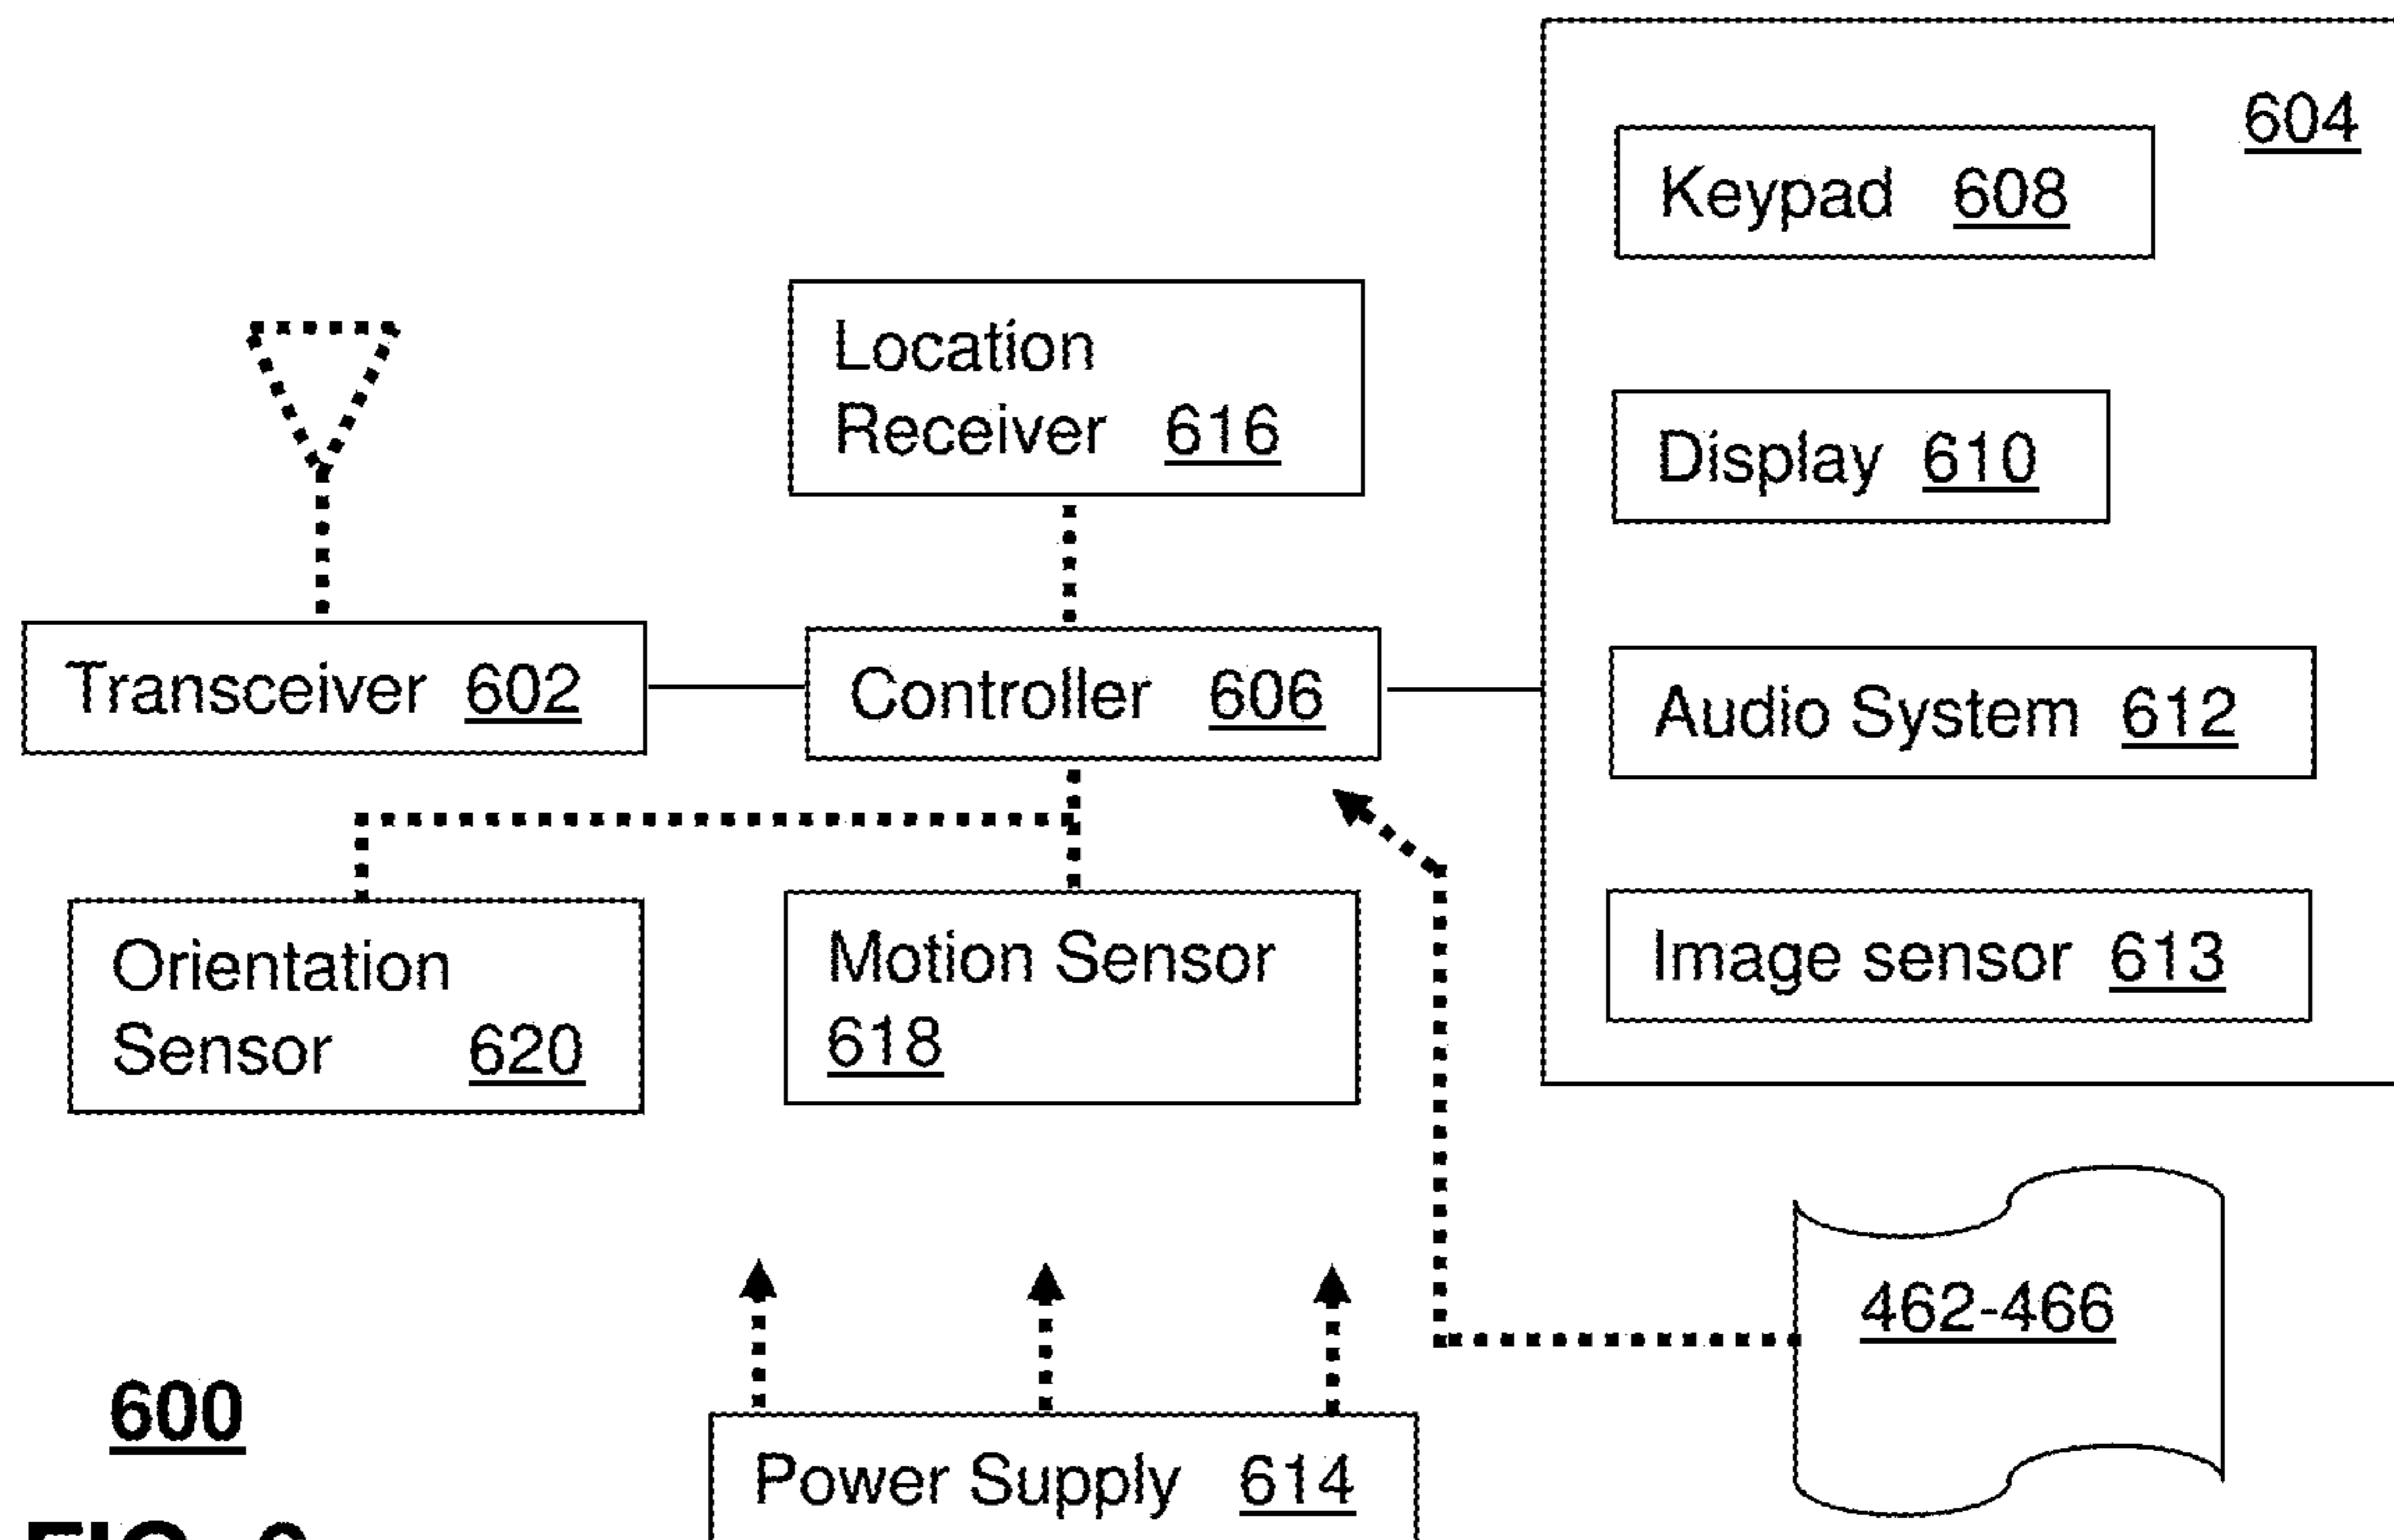 604
Keypad 608
Location
Receiver 616
Display 610
Transceiver 602
Controller 606
Audio System 612
Orientation
Sensor 620
Motion Sensor
618
Image sensor 613
462-466
600
Power Supply 614
FIG.